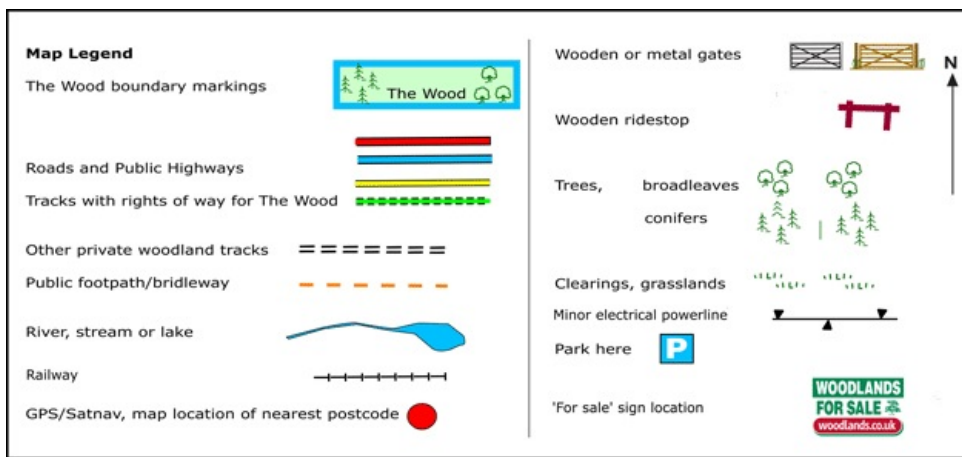 Map Legend
The Wood boundary markings
The Wood
Roads and Public Highways
Tracks with rights of way for The Wood
Other private woodland tracks
Public footpath/bridleway
River, stream or lake
Railway
GPS/Satnav, map location of nearest postcode
Wooden or metal gates
N
Wooden ridestop
Trees, broadleaves
conifers
Clearings, grasslands
Minor electrical powerline
Park here P
'For sale' sign location
WOODLANDS
FOR SALE
woodlands.co.uk